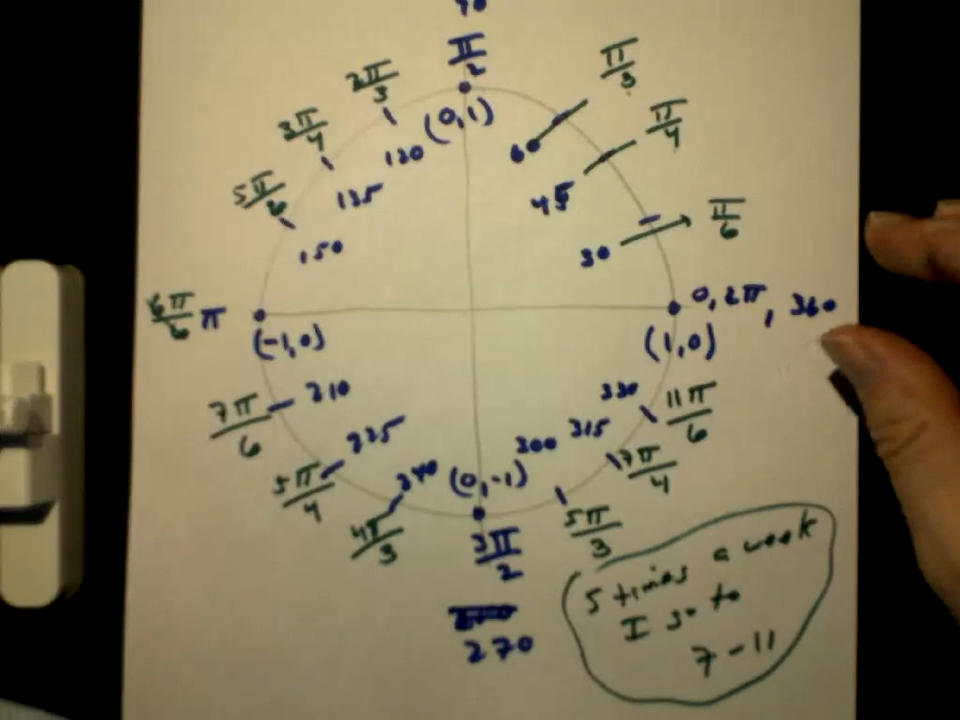 90
π/2
2π/3
π/3
3π/4
(0,1)
π/4
120
60
5π/6
135
45
π/6
150
30
6π/6 π
0, 2π, 360
(-1,0)
(1,0)
7π/6
210
330
11π/6
225
315
5π/4
240
(0,-1)
300
7π/4
4π/3
3π/2
5π/3
270
5 times a week
I go to
7-11